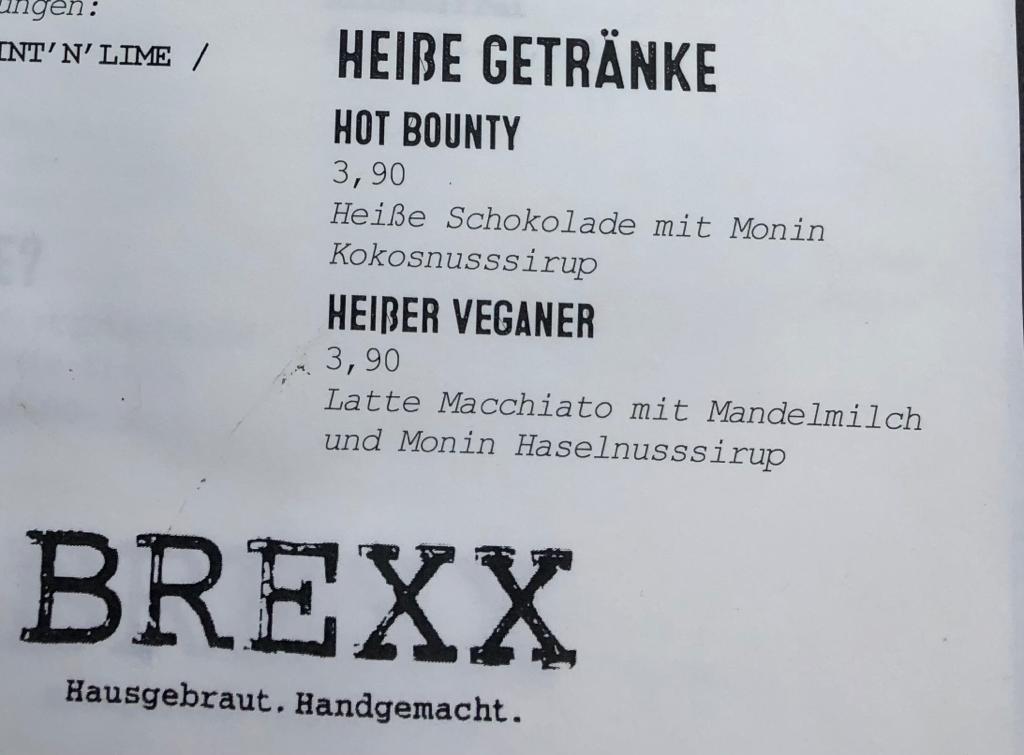 ungen:
INT'N'LIME /
HEIẞE GETRÄNKE
HOT BOUNTY
3,90
Heiße Schokolade mit Monin
Kokosnusssirup
HEIẞER VEGANER
3,90
Latte Macchiato mit Mandelmilch
und Monin Haselnusssirup
BREXX
Hausgebraut. Handgemacht.